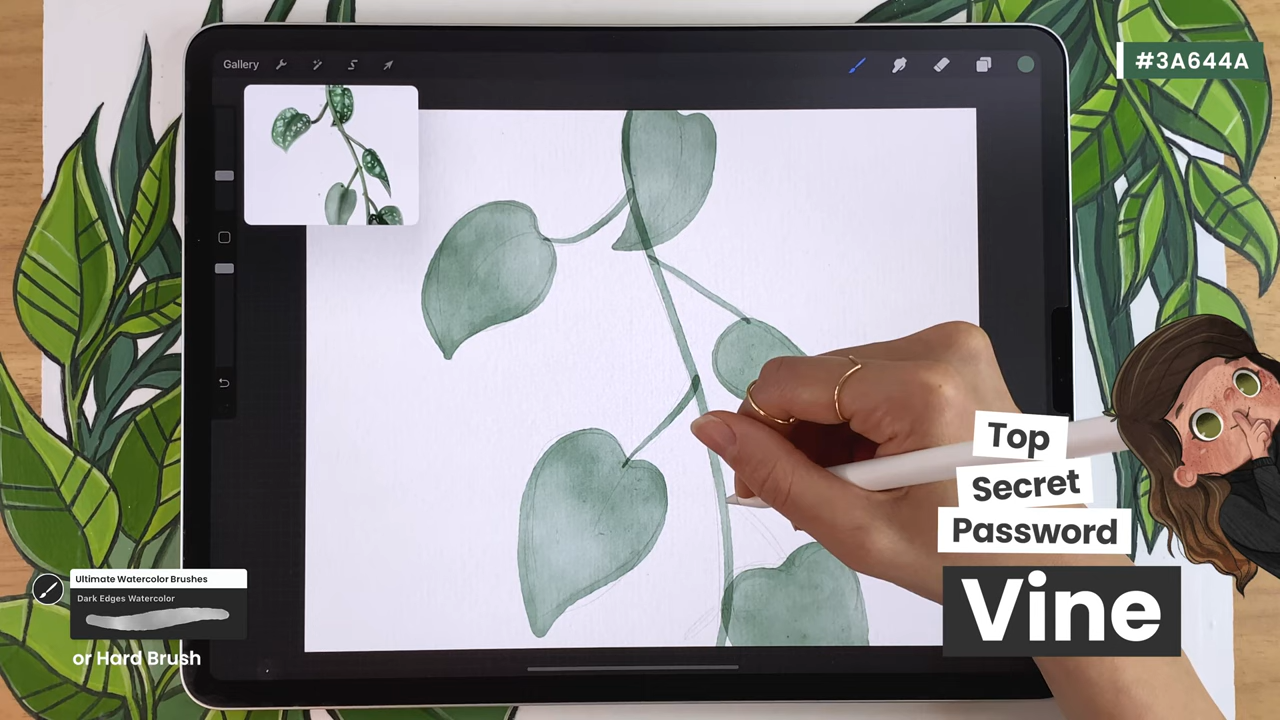 Gallery
#3A644A
Top
Secret
Password
Vine
Ultimate Watercolor Brushes
Dark Edges Watercolor
or Hard Brush